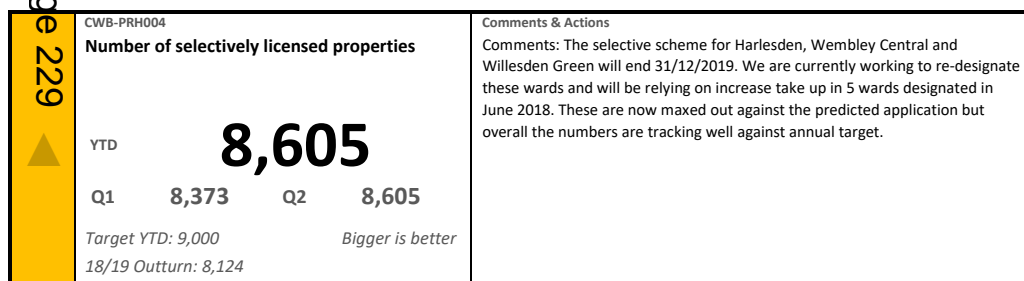 ge 229
CWB-PRH004
Number of selectively licensed properties
YTD 8,605
Q1 8,373 Q2 8,605
Target YTD: 9,000 Bigger is better
18/19 Outturn: 8,124
Comments & Actions
Comments: The selective scheme for Harlesden, Wembley Central and
Willesden Green will end 31/12/2019. We are currently working to re-designate
these wards and will be relying on increase take up in 5 wards designated in
June 2018. These are now maxed out against the predicted application but
overall the numbers are tracking well against annual target.